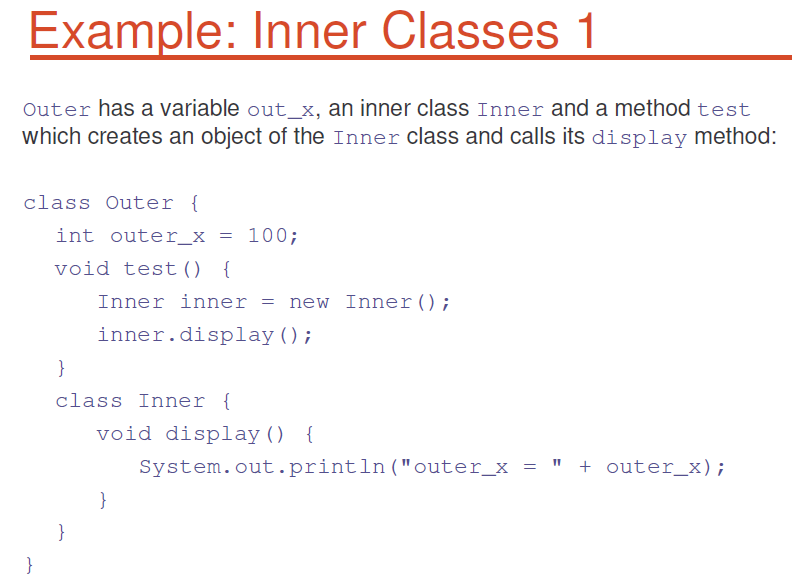 Example: Inner Classes 1
Outer has a variable out_x, an inner class Inner and a method test
which creates an object of the Inner class and calls its display method:
class Outer {
int outer_x = 100;
void test() {
Inner inner = new Inner();
inner.display();
}
class Inner {
void display() {
System.out.println("outer_x = " + outer_x);
}
}
}